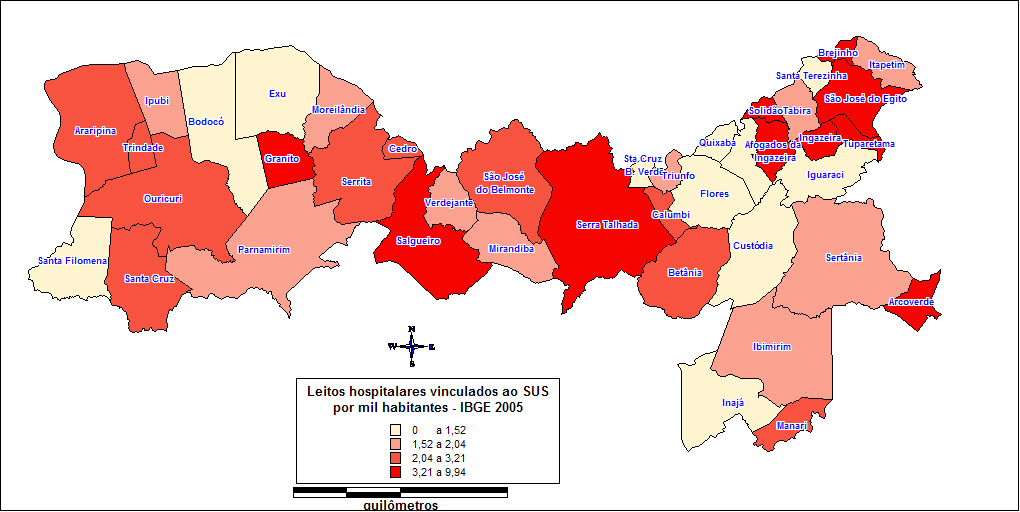 Brejinho
Itapetim
Santa Terezinha
São José do Egito
Solidão
Tabira
Ingazeira
Tuparetama
Afogados da
Ingazeira
Quixaba
Iguaraci
Exu
Ipubi
Moreilândia
Bodocó
Araripina
Trindade
Granito
Cedro
Serrita
Ouricuri
São José
do Belmonte
Verdejante
Sta.Cruz
B. Verde
Triunfo
Flores
Calumbi
Serra Talhada
Salgueiro
Mirandiba
Parnamirim
Santa Filomena
Santa Cruz
Betânia
Custódia
Sertânia
Arcoverde
Ibimirim
Inajá
Manari
N
W
L
S
Leitos hospitalares vinculados ao SUS
por mil habitantes - IBGE 2005
0 a 1,52
1,52 a 2,04
2,04 a 3,21
3,21 a 9,94
quilômetros